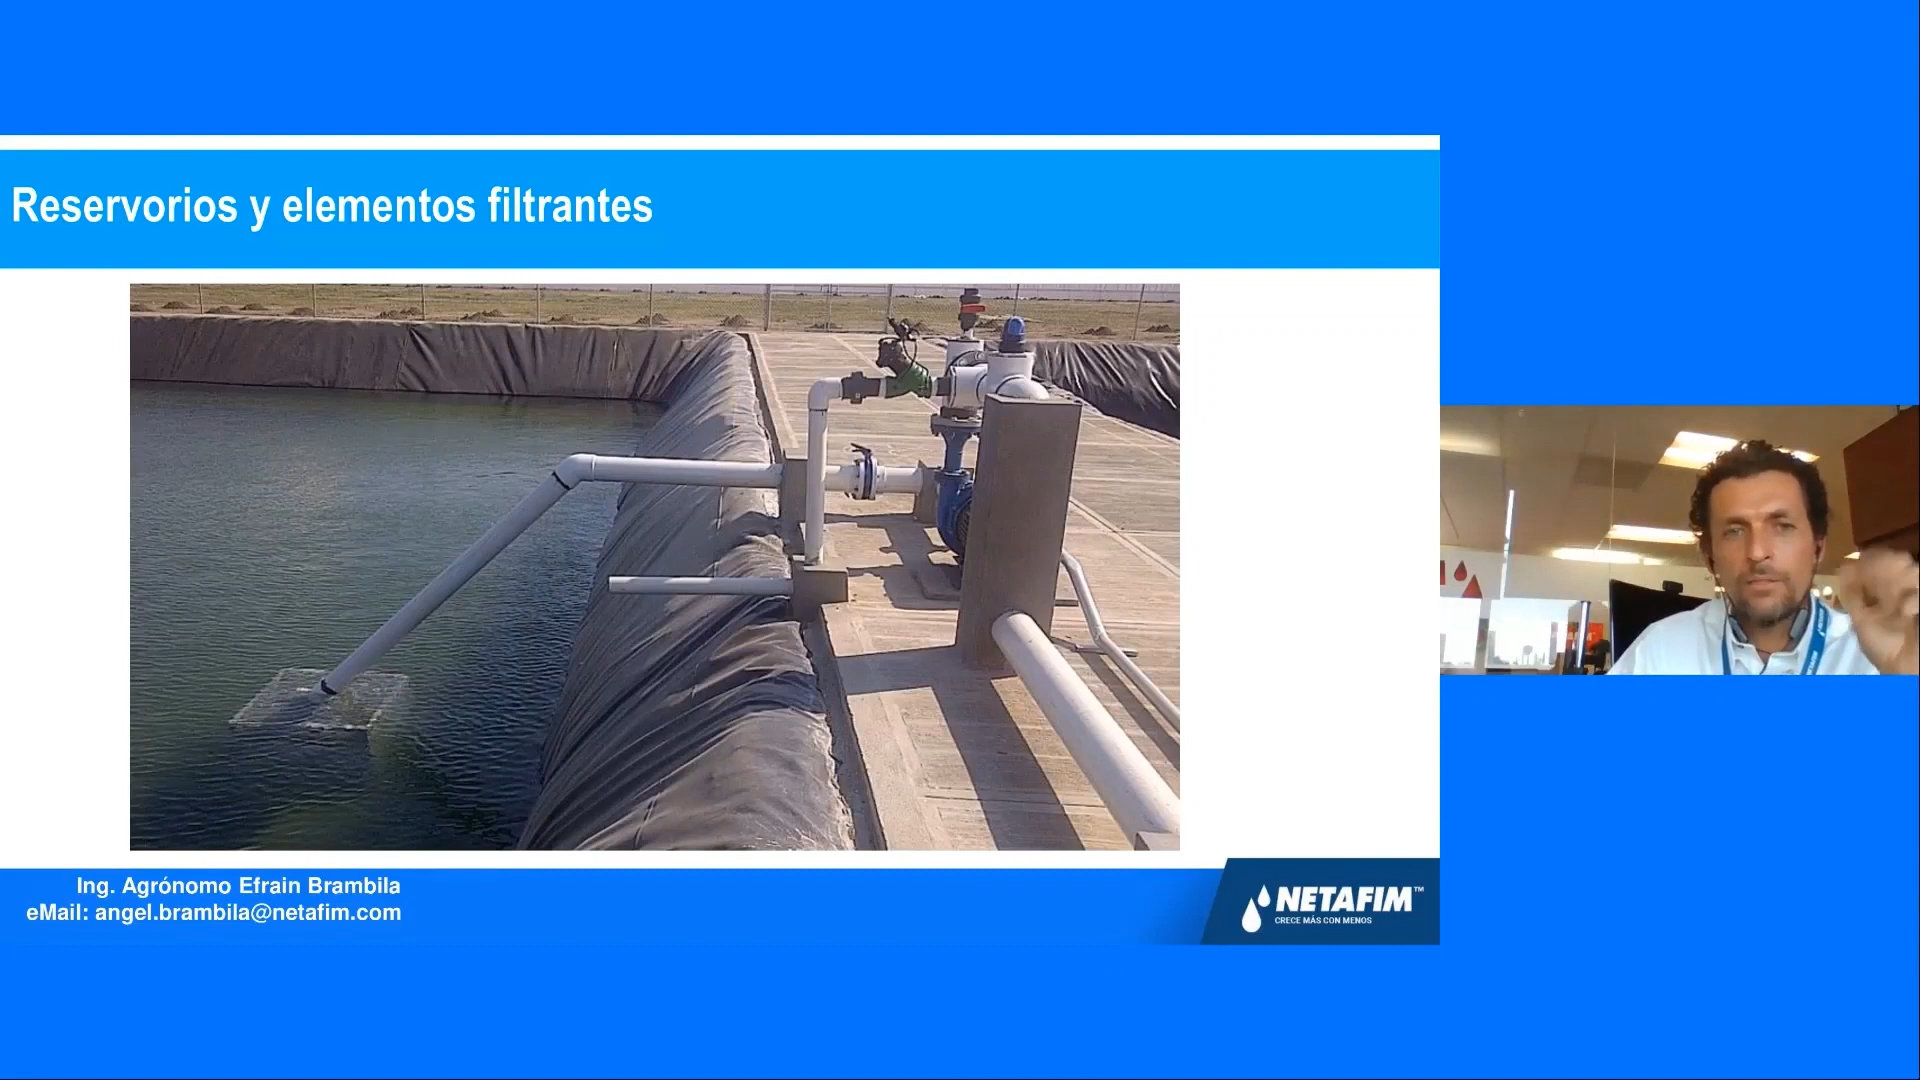 Reservorios y elementos filtrantes
Ing. Agrónomo Efrain Brambila
eMail: angel.brambila@netafim.com
NETAFIM™
CRECE MÁS CON MENOS